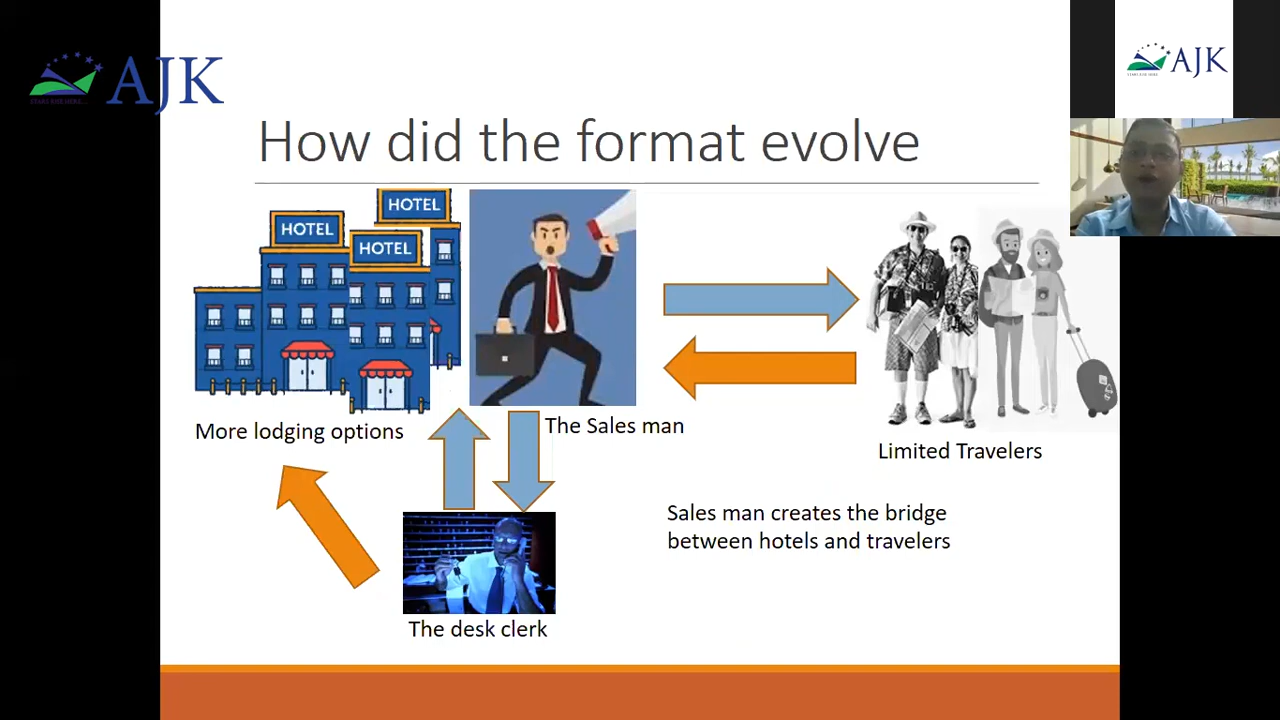 AJK
AJK
How did the format evolve
HOTEL
HOTEL
HOTEL
More lodging options
The Sales man
Limited Travelers
Sales man creates the bridge
between hotels and travelers
The desk clerk